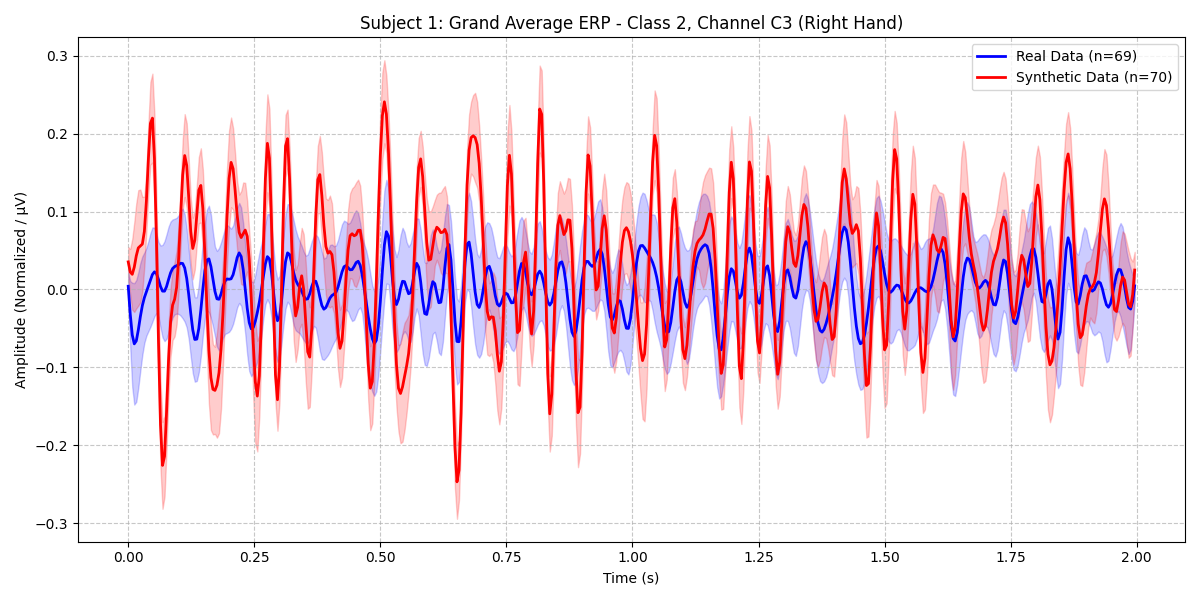 Subject 1: Grand Average ERP - Class 2, Channel C3 (Right Hand)
Real Data (n=69)
Synthetic Data (n=70)
Amplitude (Normalized / μV)
0.3
0.2
0.1
0.0
−0.1
−0.2
−0.3
0.00 0.25 0.50 0.75 1.00 1.25 1.50 1.75 2.00
Time (s)